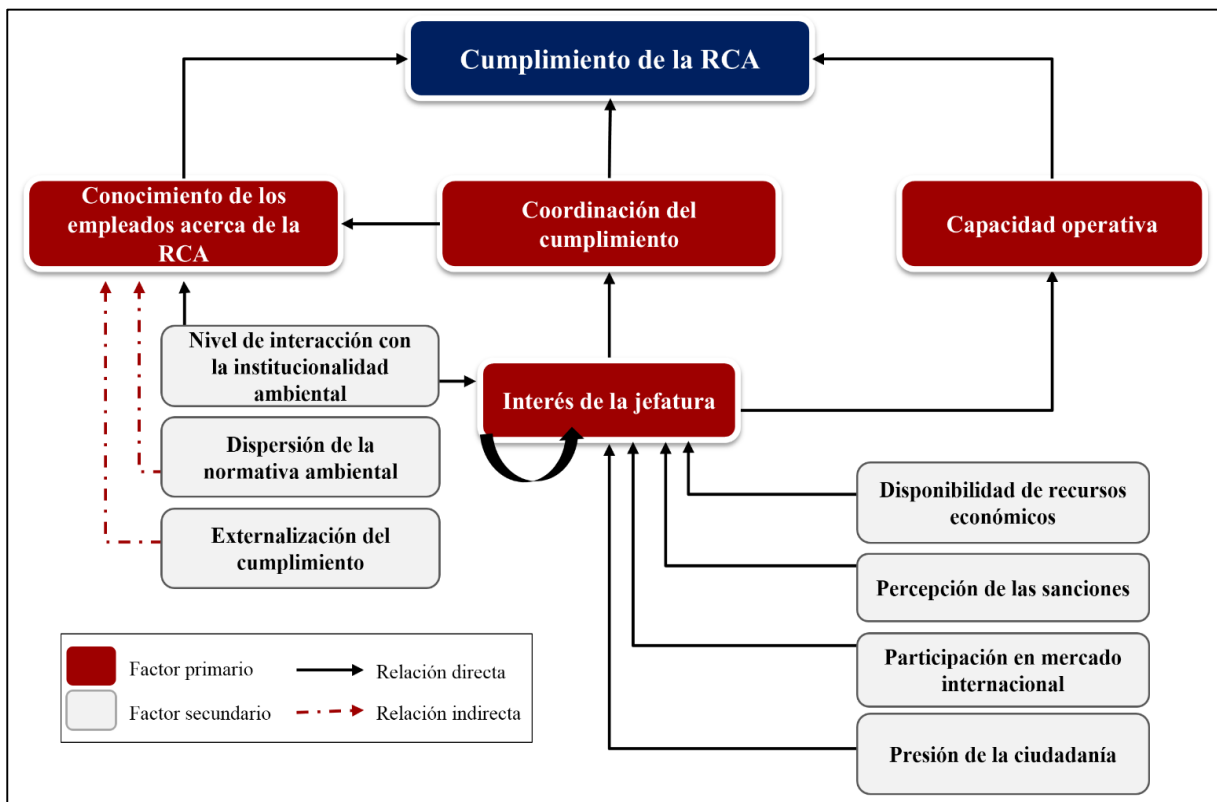 Cumplimiento de la RCA
Conocimiento de los
empleados acerca de la
RCA
Coordinación del
cumplimiento
Capacidad operativa
Nivel de interacción con
la institucionalidad
ambiental
Interés de la jefatura
Dispersión de la
normativa ambiental
Externalización del
cumplimiento
Disponibilidad de recursos
económicos
Percepción de las sanciones
Participación en mercado
internacional
Presión de la ciudadanía
Factor primario
Relación directa
Factor secundario
Relación indirecta